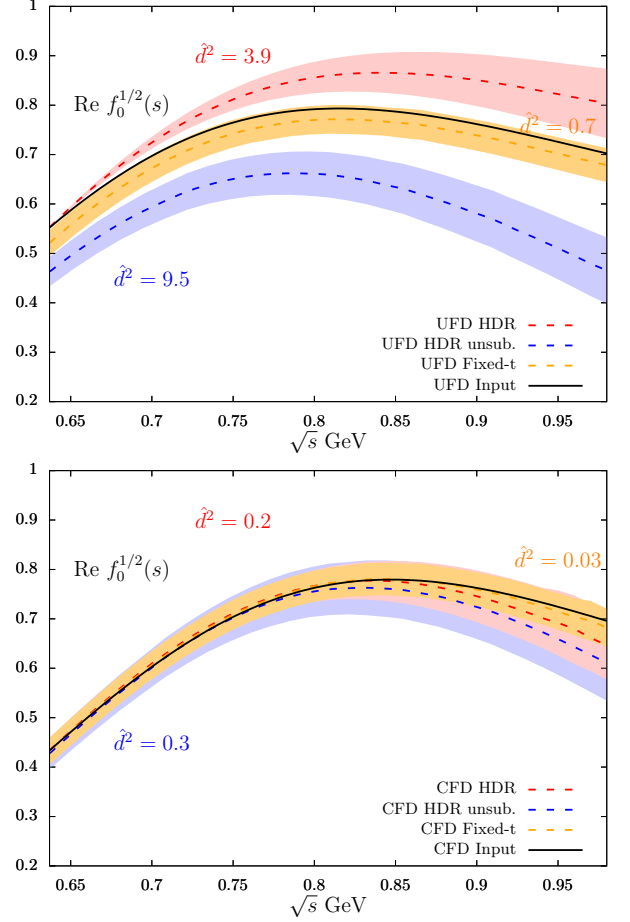 1
0.9
0.8
0.7
0.6
0.5
0.4
0.3
0.2
d̂² = 3.9
Re f₀^{1/2}(s)
d̂² = 0.7
d̂² = 9.5
UFD HDR
UFD HDR unsub.
UFD Fixed-t
UFD Input
0.65 0.7 0.75 0.8 0.85 0.9 0.95
√s GeV
1
0.9
0.8
0.7
0.6
0.5
0.4
0.3
0.2
d̂² = 0.2
Re f₀^{1/2}(s)
d̂² = 0.03
d̂² = 0.3
CFD HDR
CFD HDR unsub.
CFD Fixed-t
CFD Input
0.65 0.7 0.75 0.8 0.85 0.9 0.95
√s GeV